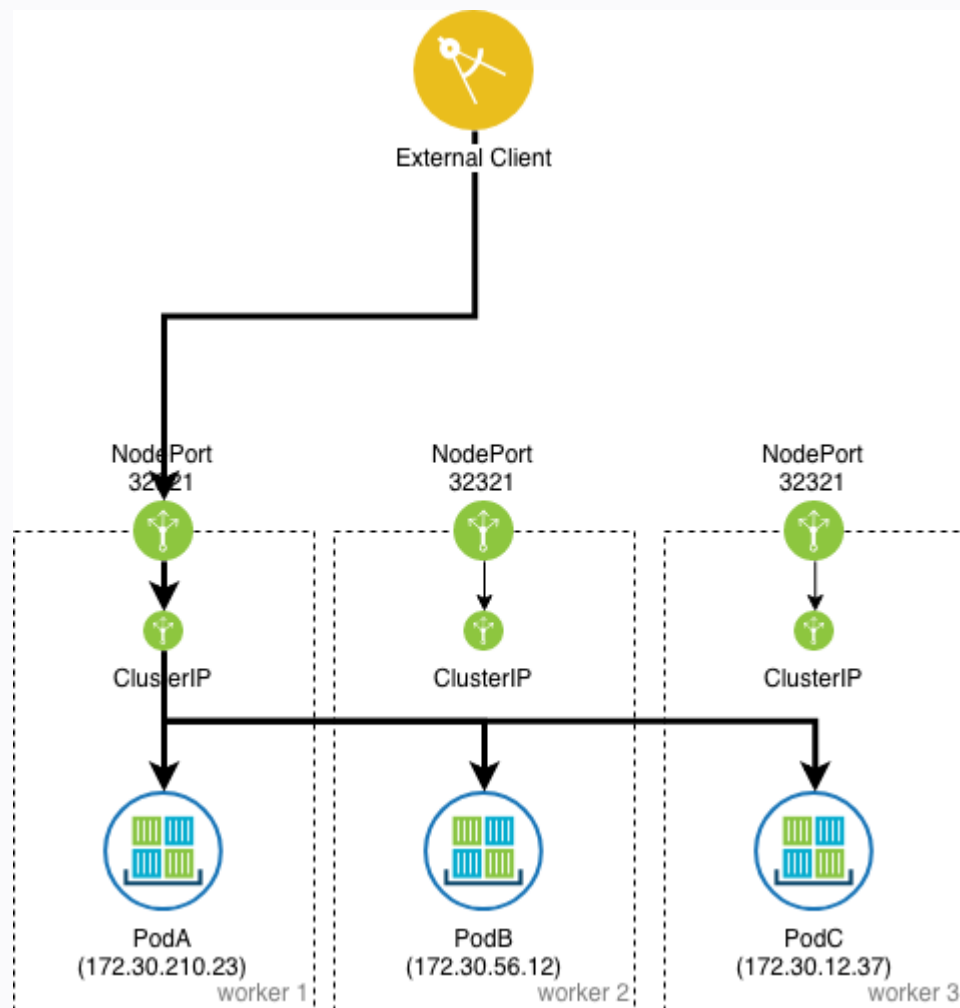 External Client
NodePort
32321
NodePort
32321
NodePort
32321
ClusterIP
ClusterIP
ClusterIP
PodA
(172.30.210.23)
worker 1
PodB
(172.30.56.12)
worker 2
PodC
(172.30.12.37)
worker 3